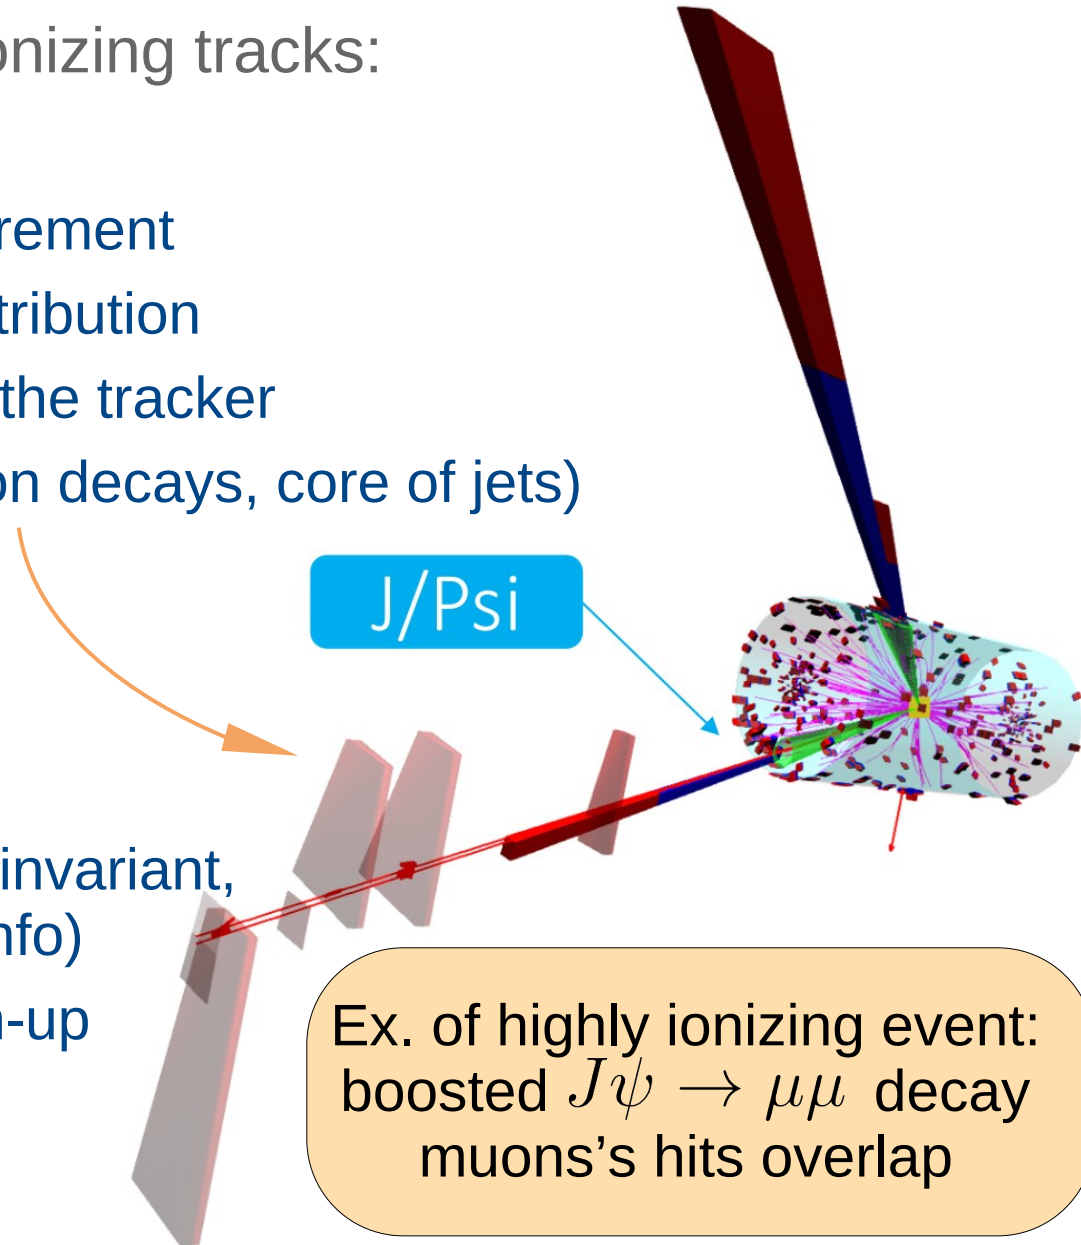 onizing tracks:
rement
tribution
the tracker
on decays, core of jets)
J/Psi
invariant,
nfo)
n-up
Ex. of highly ionizing event:
boosted Jψ → μμ decay
muons's hits overlap